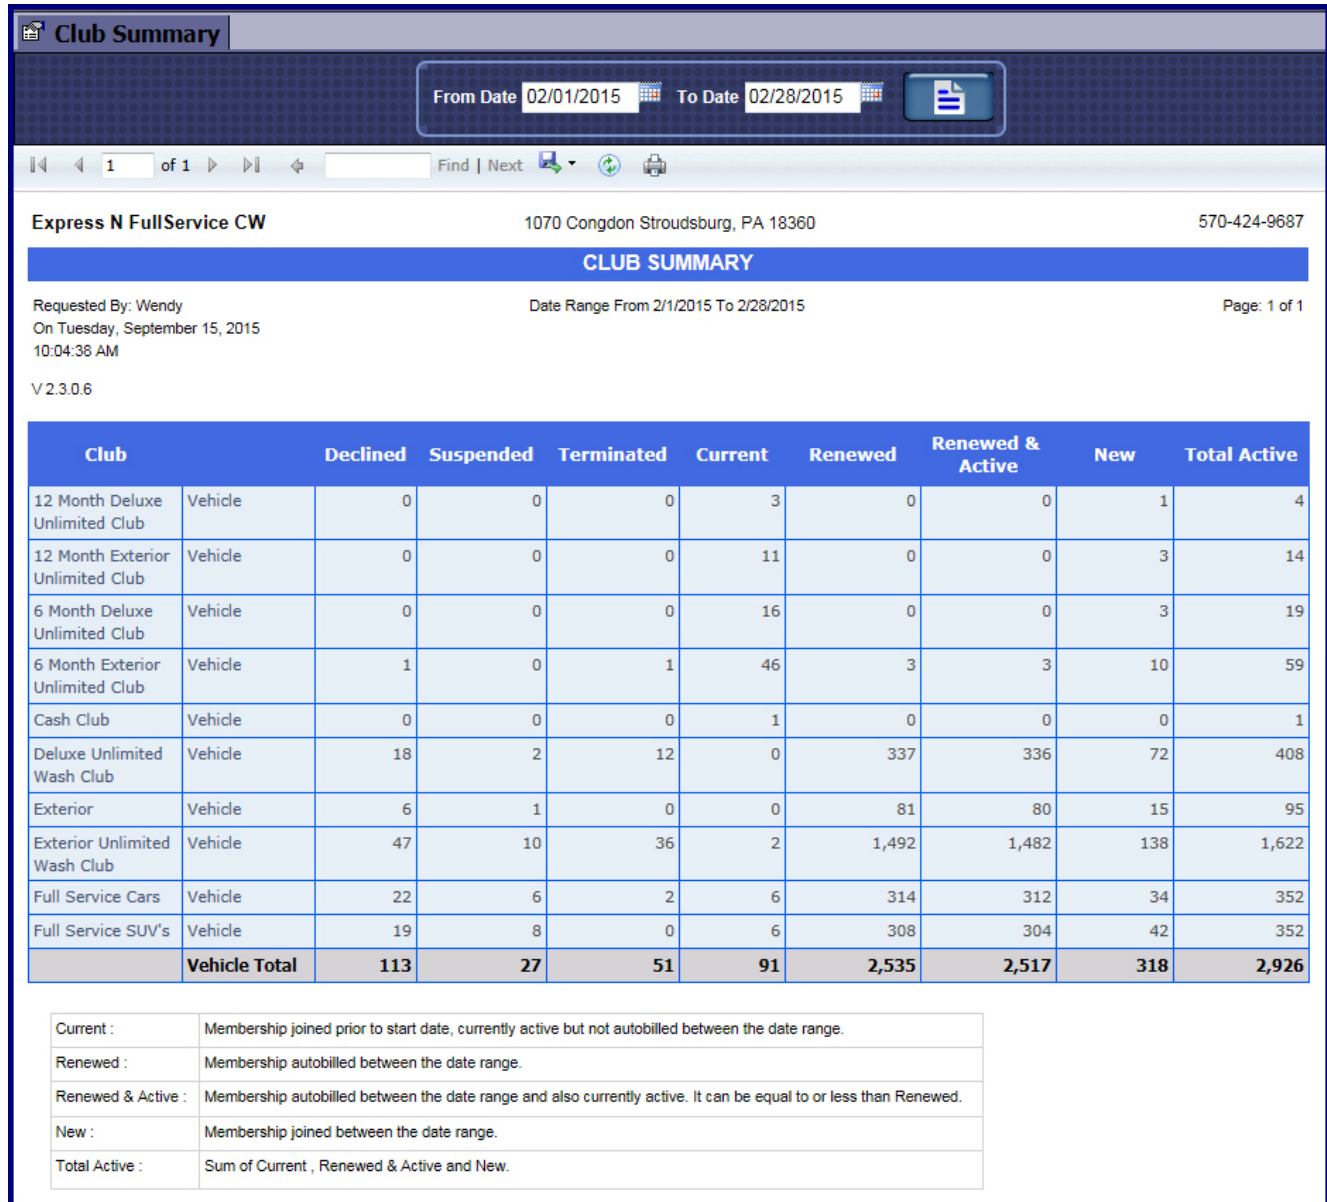 Club Summary
From Date 02/01/2015 To Date 02/28/2015
1 of 1 Find | Next
Express N FullService CW 1070 Congdon Stroudsburg, PA 18360 570-424-9687
CLUB SUMMARY
Requested By: Wendy Date Range From 2/1/2015 To 2/28/2015 Page: 1 of 1
On Tuesday, September 15, 2015
10:04:38 AM
V 2.3.0.6
Club Declined Suspended Terminated Current Renewed Renewed & Active New Total Active
12 Month Deluxe Vehicle 0 0 0 3 0 0 1 4
Unlimited Club
12 Month Exterior Vehicle 0 0 0 11 0 0 3 14
Unlimited Club
6 Month Deluxe Vehicle 0 0 0 16 0 0 3 19
Unlimited Club
6 Month Exterior Vehicle 1 0 1 46 3 3 10 59
Unlimited Club
Cash Club Vehicle 0 0 0 1 0 0 0 1
Deluxe Unlimited Vehicle 18 2 12 0 337 336 72 408
Wash Club
Exterior Vehicle 6 1 0 0 81 80 15 95
Exterior Unlimited Vehicle 47 10 36 2 1,492 1,482 138 1,622
Wash Club
Full Service Cars Vehicle 22 6 2 6 314 312 34 352
Full Service SUV's Vehicle 19 8 0 6 308 304 42 352
Vehicle Total 113 27 51 91 2,535 2,517 318 2,926
Current : Membership joined prior to start date, currently active but not autobilled between the date range.
Renewed : Membership autobilled between the date range.
Renewed & Active : Membership autobilled between the date range and also currently active. It can be equal to or less than Renewed.
New : Membership joined between the date range.
Total Active : Sum of Current , Renewed & Active and New.